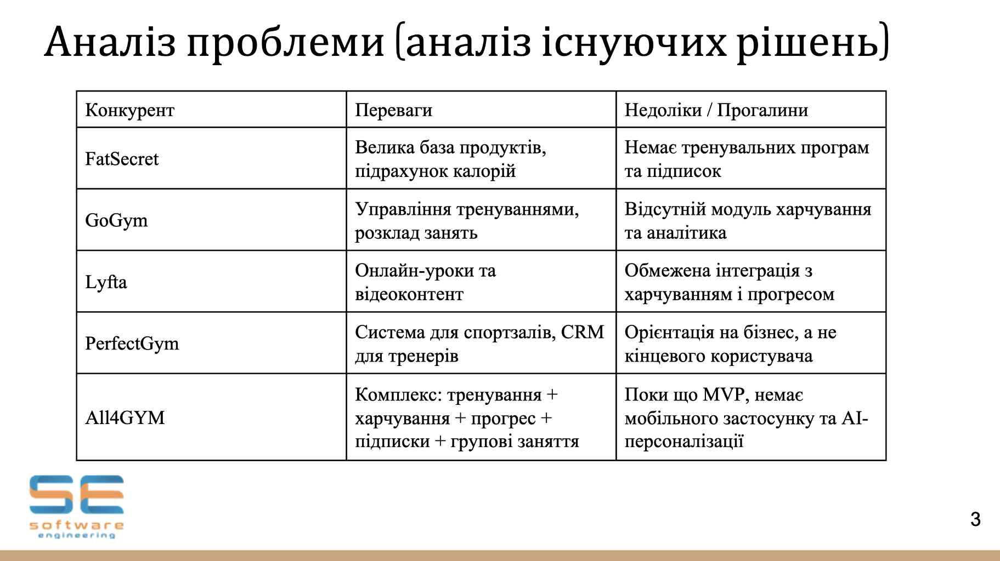 Аналіз проблеми (аналіз існуючих рішень)
Конкурент
Переваги
Недоліки / Прогалини
FatSecret
Велика база продуктів,
підрахунок калорій
Немає тренувальних програм
та підписок
GoGym
Управління тренуваннями,
розклад занять
Відсутній модуль харчування
та аналітика
Lyfta
Онлайн-уроки та
відеоконтент
Обмежена інтеграція з
харчуванням і прогресом
PerfectGym
Система для спортзалів, CRM
для тренерів
Орієнтація на бізнес, а не
кінцевого користувача
All4GYM
Комплекс: тренування +
харчування + прогрес +
підписки + групові заняття
Поки що MVP, немає
мобільного застосунку та AI-
персоналізації
SE
software
engineering
3